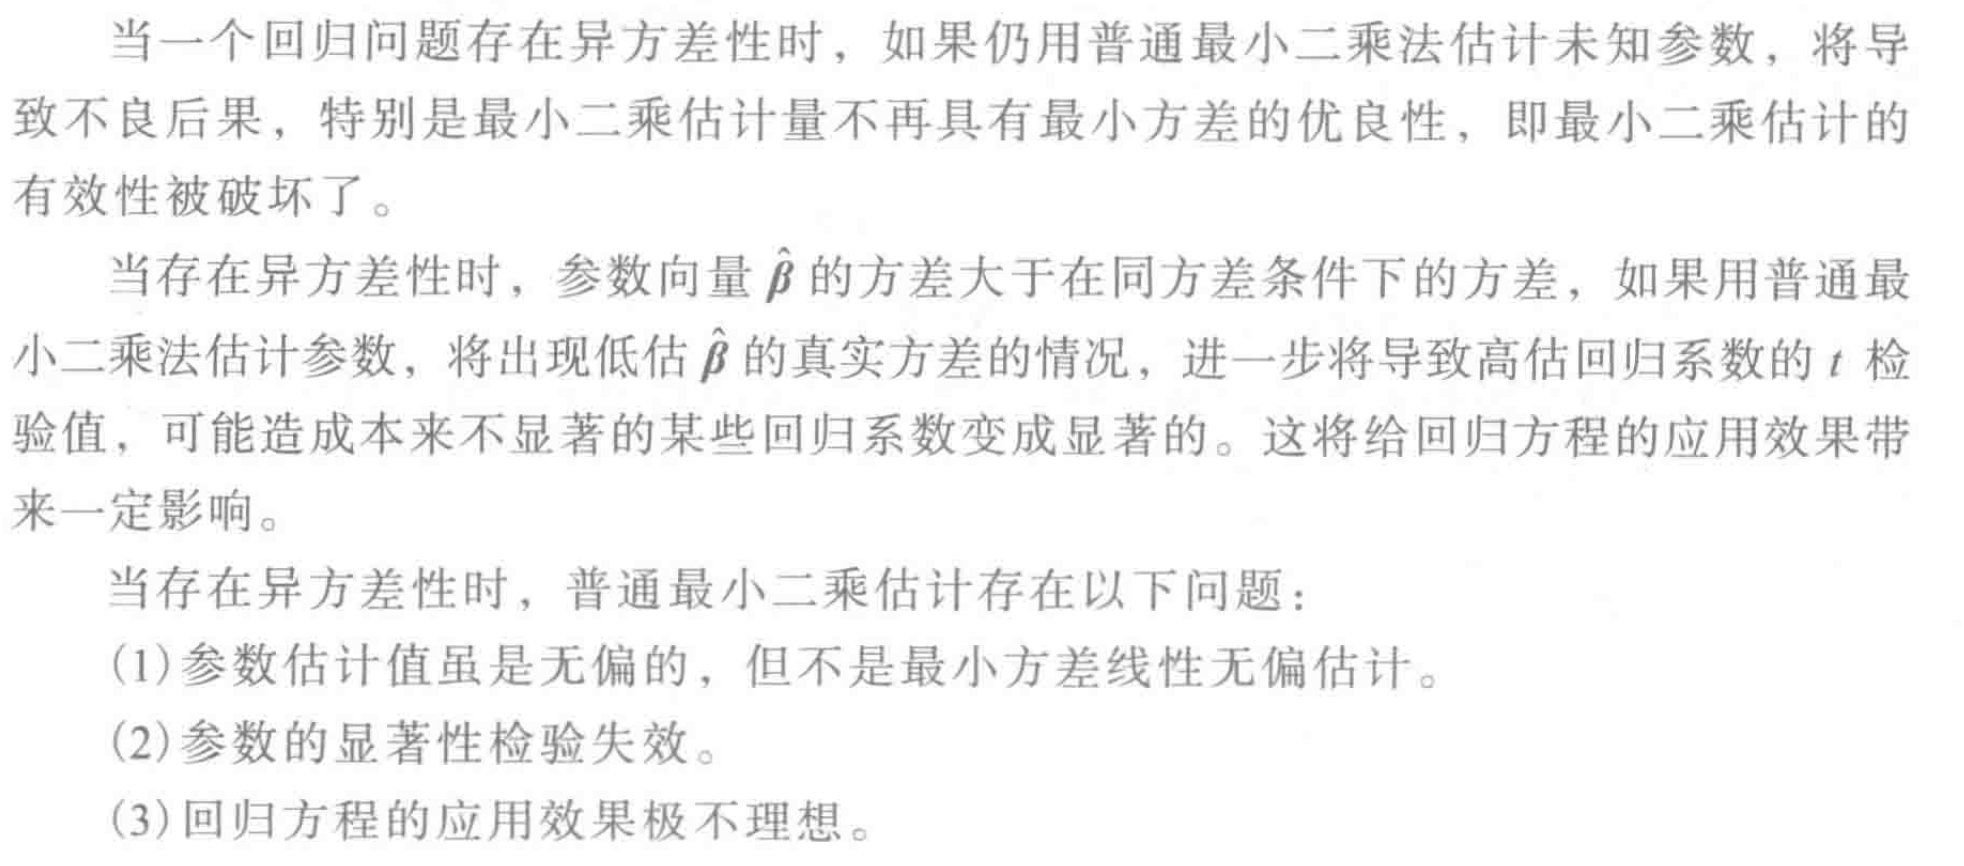 当一个回归问题存在异方差性时，如果仍用普通最小二乘法估计未知参数，将导
致不良后果，特别是最小二乘估计量不再具有最小方差的优良性，即最小二乘估计的
有效性被破坏了。
当存在异方差性时，参数向量 β̂ 的方差大于在同方差条件下的方差，如果用普通最
小二乘法估计参数，将出现低估 β̂ 的真实方差的情况，进一步将导致高估回归系数的 t 检
验值，可能造成本来不显著的某些回归系数变成显著的。这将给回归方程的应用效果带
来一定影响。
当存在异方差性时，普通最小二乘估计存在以下问题：
(1)参数估计值虽是无偏的，但不是最小方差线性无偏估计。
(2)参数的显著性检验失效。
(3)回归方程的应用效果极不理想。